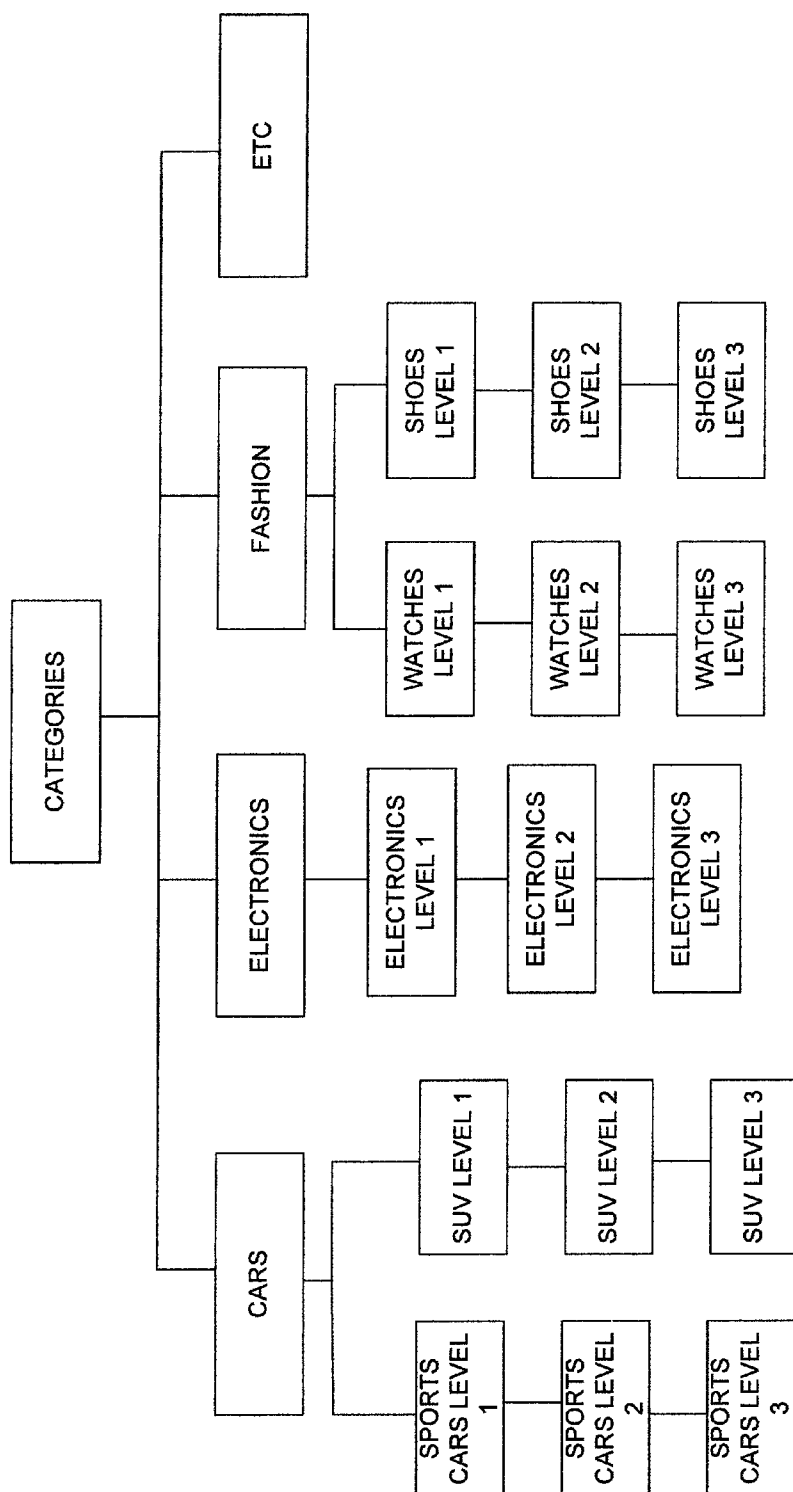 CATEGORIES
CARS
ELECTRONICS
FASHION
ETC
SPORTS
CARS LEVEL
1
SUV LEVEL 1
ELECTRONICS
LEVEL 1
WATCHES
LEVEL 1
SHOES
LEVEL 1
SPORTS
CARS LEVEL
2
SUV LEVEL 2
ELECTRONICS
LEVEL 2
WATCHES
LEVEL 2
SHOES
LEVEL 2
SPORTS
CARS LEVEL
3
SUV LEVEL 3
ELECTRONICS
LEVEL 3
WATCHES
LEVEL 3
SHOES
LEVEL 3